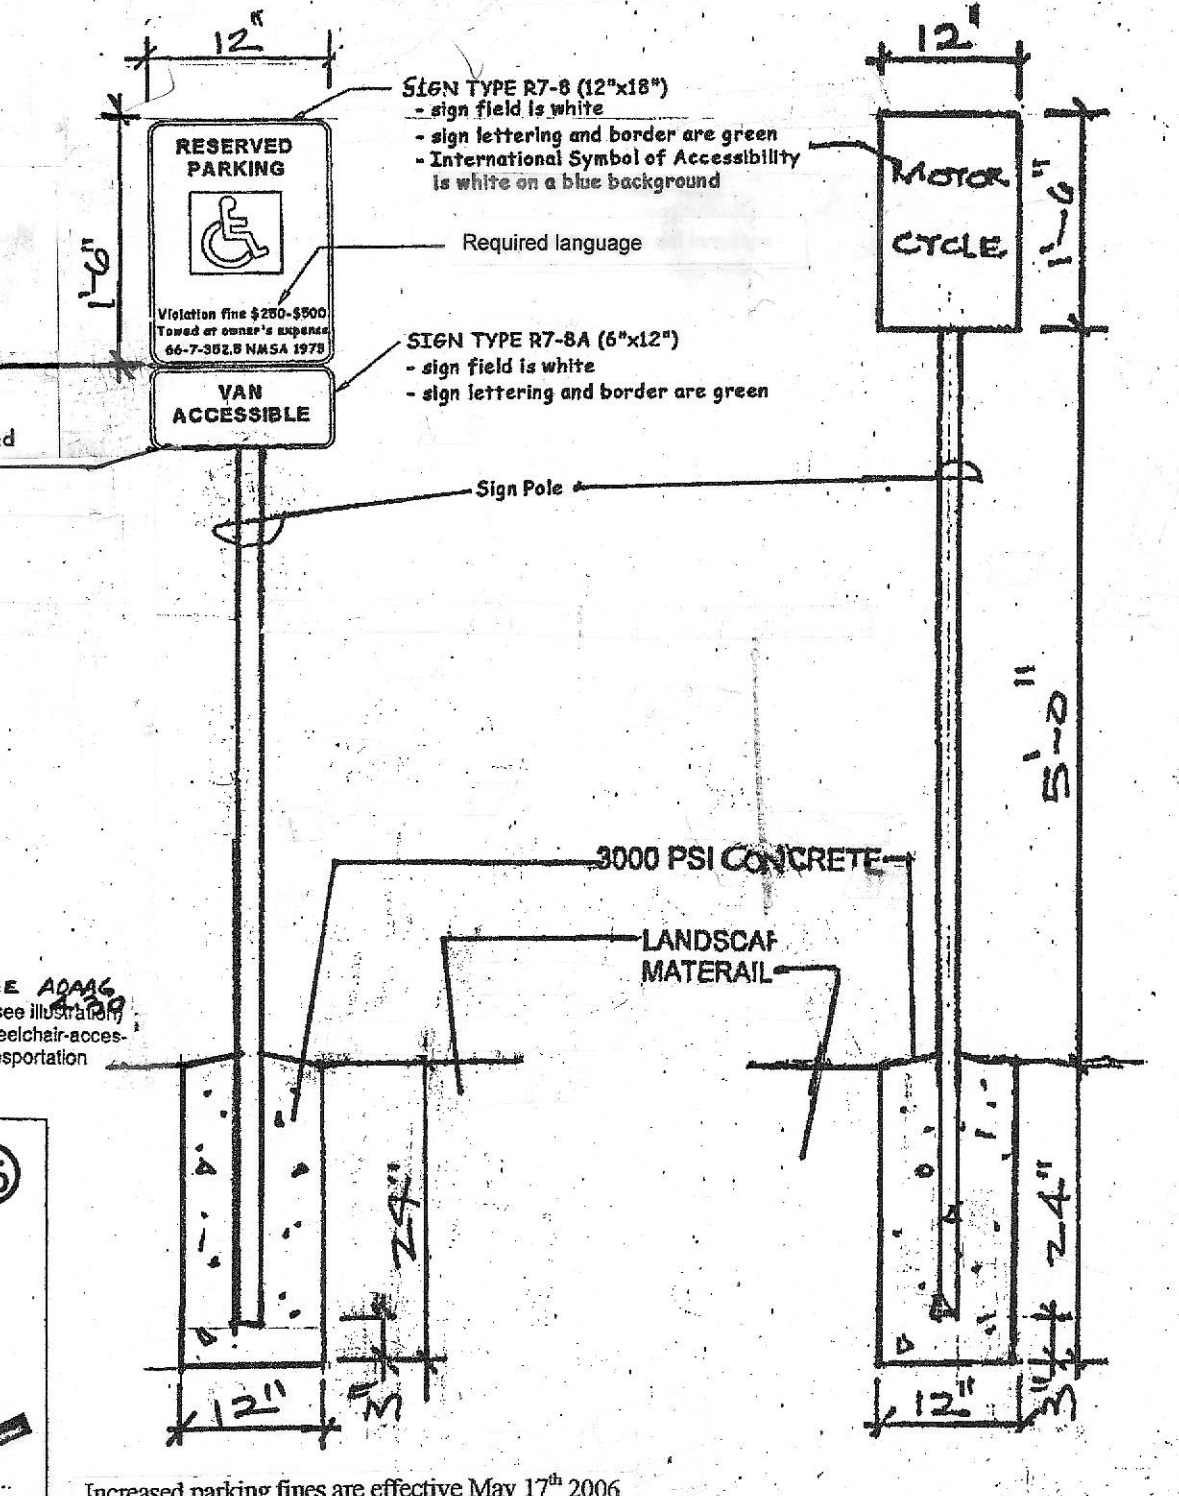 12"
12"
SIGN TYPE R7-8 (12"x18")
- sign field is white
- sign lettering and border are green
- International Symbol of Accessibility
is white on a blue background
RESERVED
PARKING
Required language
Violation fine $250-$500
Towed at owner's expense
66-7-352.5 NMSA 1978
1'-6"
VAN
ACCESSIBLE
SIGN TYPE R7-8A (6"x12")
- sign field is white
- sign lettering and border are green
MOTOR
CYCLE
1'-6"
d
Sign Pole
5'-0"
3000 PSI CONCRETE
LANDSCAP
MATERAIL
E ADAAG
see illustration)
eelchair-acces-
sportation
24"
3"
12"
24"
3"
12"
Increased parking fines are effective May 17th 2006